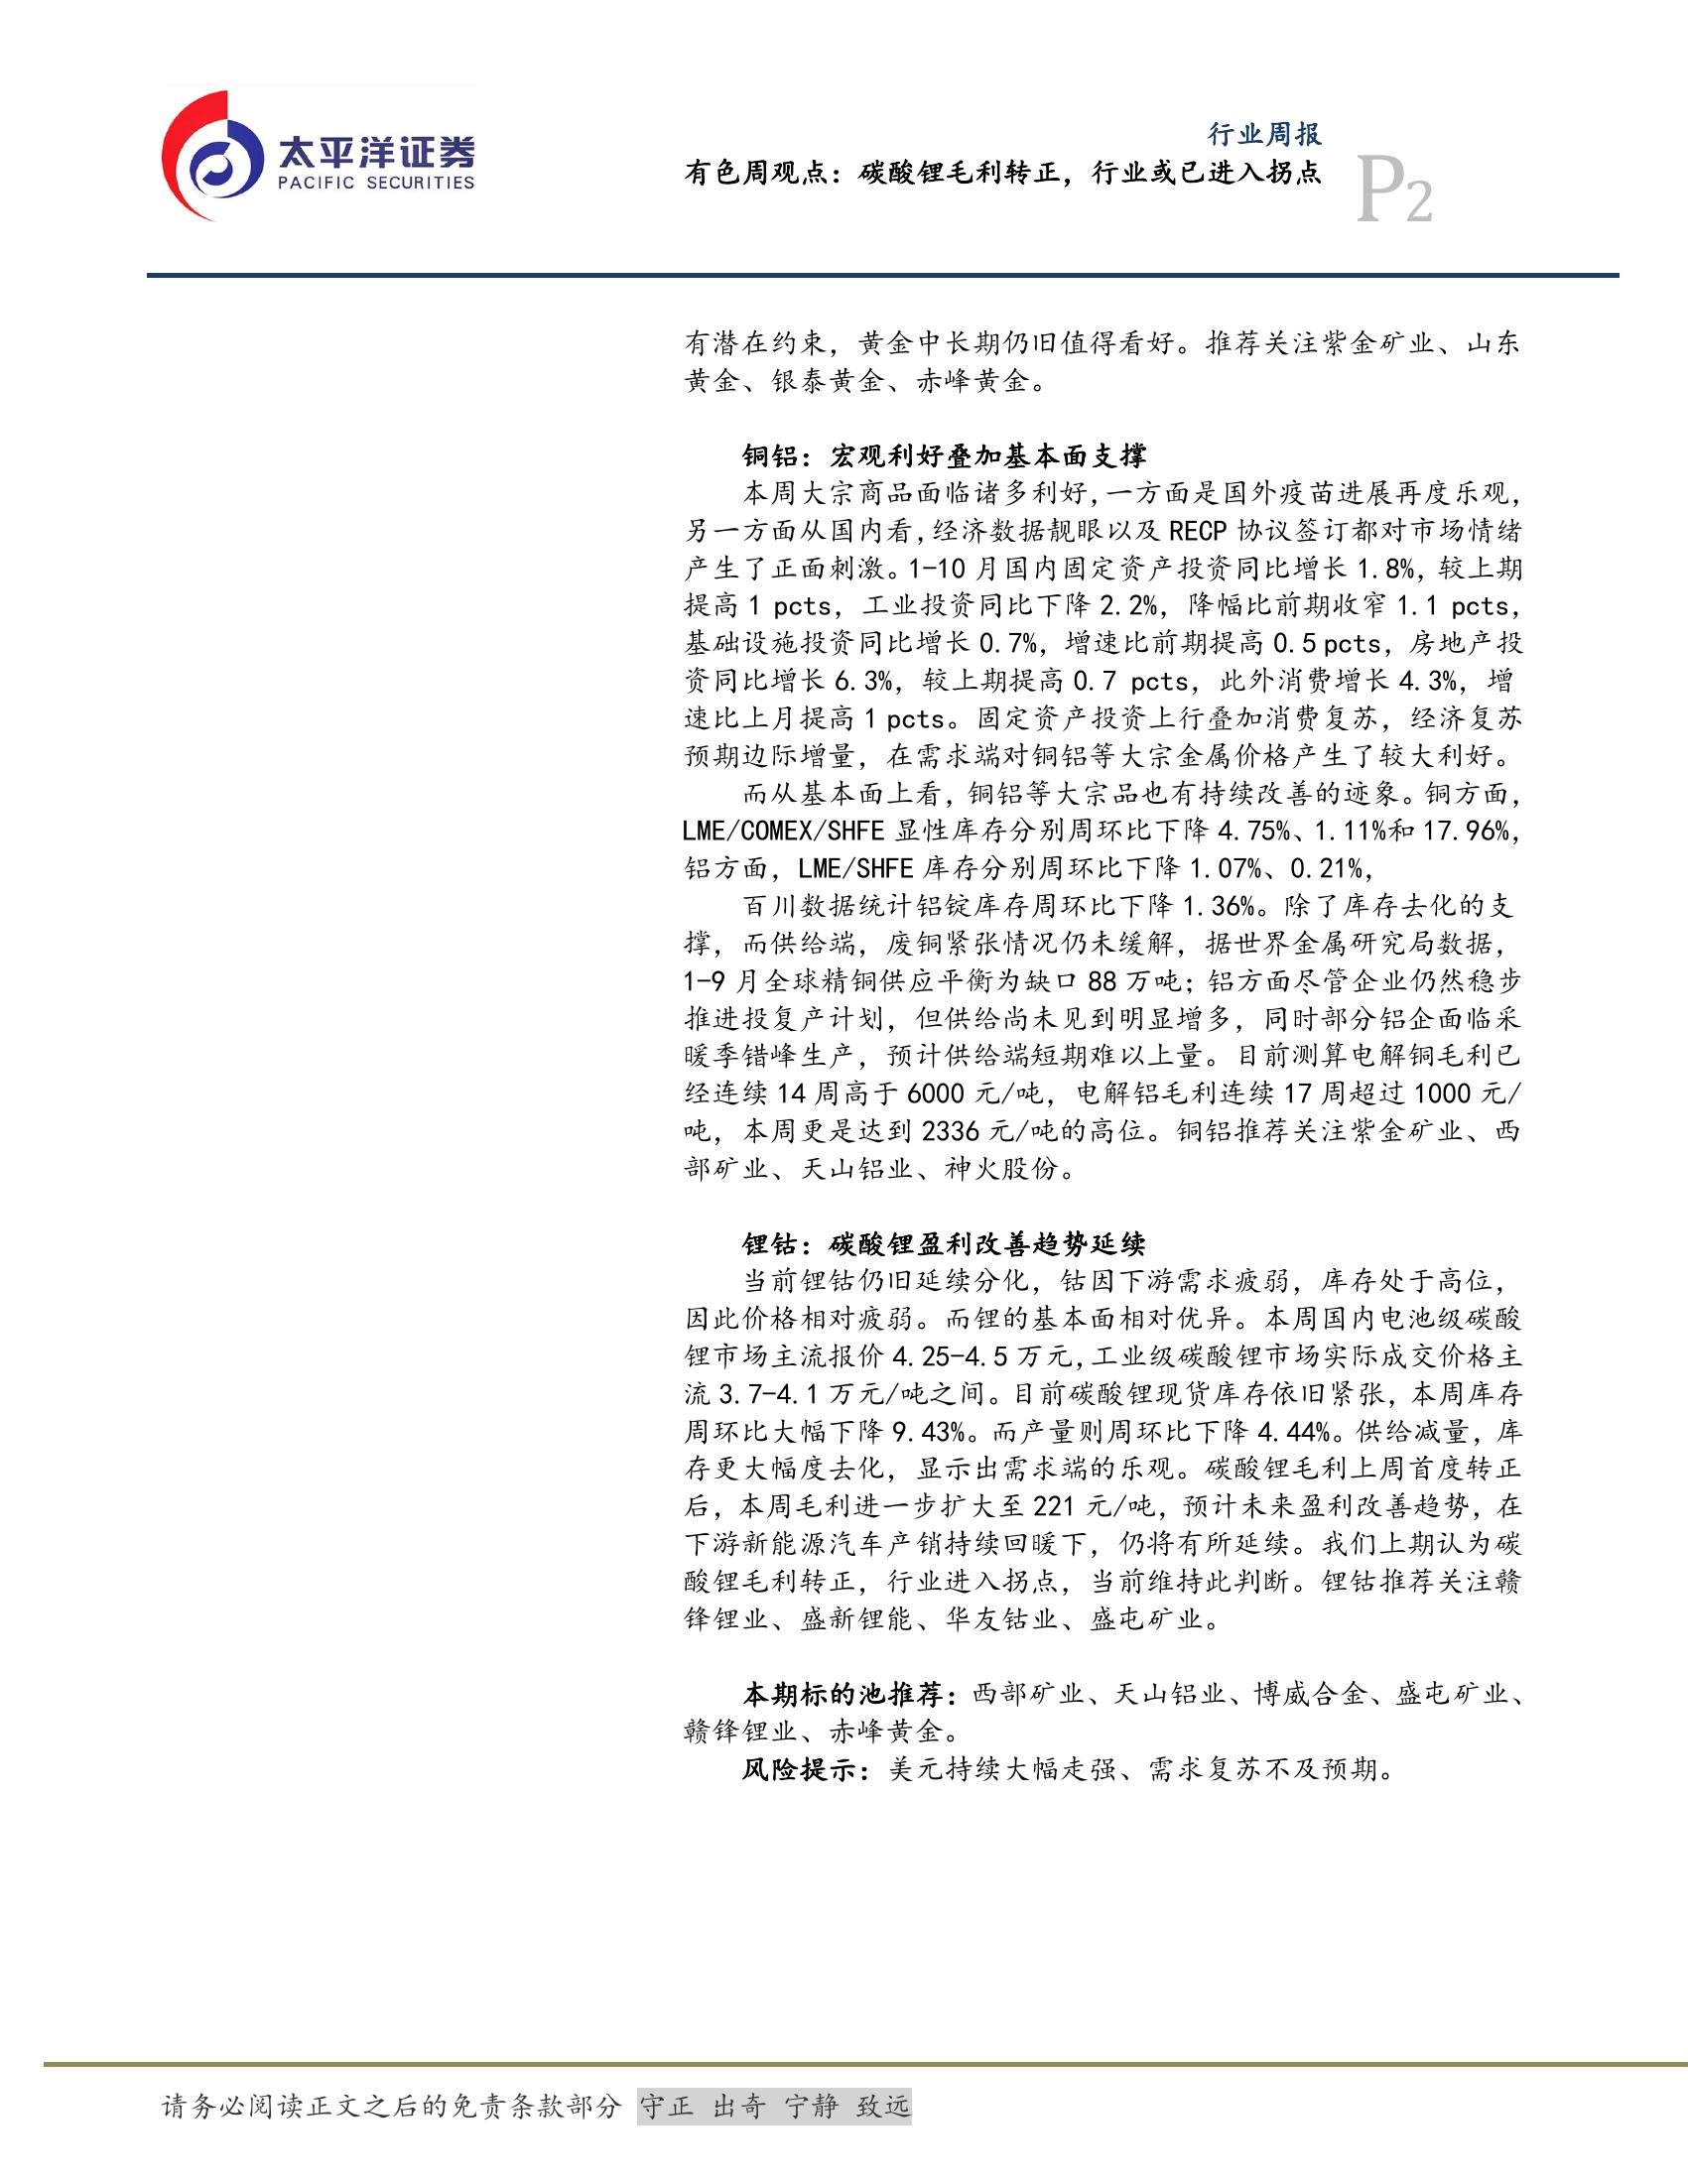 太平洋证券
PACIFIC SECURITIES
行业周报
有色周观点：碳酸锂毛利转正，行业或已进入拐点
P2
有潜在约束，黄金中长期仍旧值得看好。推荐关注紫金矿业、山东
黄金、银泰黄金、赤峰黄金。
铜铝：宏观利好叠加基本面支撑
本周大宗商品面临诸多利好，一方面是国外疫苗进展再度乐观，
另一方面从国内看，经济数据靓眼以及 RECP 协议签订都对市场情绪
产生了正面刺激。1-10 月国内固定资产投资同比增长 1.8%，较上期
提高 1 pcts，工业投资同比下降 2.2%，降幅比前期收窄 1.1 pcts，
基础设施投资同比增长 0.7%，增速比前期提高 0.5 pcts，房地产投
资同比增长 6.3%，较上期提高 0.7 pcts，此外消费增长 4.3%，增
速比上月提高 1 pcts。固定资产投资上行叠加消费复苏，经济复苏
预期边际增量，在需求端对铜铝等大宗金属价格产生了较大利好。
而从基本面上看，铜铝等大宗品也有持续改善的迹象。铜方面，
LME/COMEX/SHFE 显性库存分别周环比下降 4.75%、1.11%和 17.96%，
铝方面，LME/SHFE 库存分别周环比下降 1.07%、0.21%，
百川数据统计铝锭库存周环比下降 1.36%。除了库存去化的支
撑，而供给端，废铜紧张情况仍未缓解，据世界金属研究局数据，
1-9 月全球精铜供应平衡为缺口 88 万吨；铝方面尽管企业仍然稳步
推进投复产计划，但供给尚未见到明显增多，同时部分铝企面临采
暖季错峰生产，预计供给端短期难以上量。目前测算电解铜毛利已
经连续 14 周高于 6000 元/吨，电解铝毛利连续 17 周超过 1000 元/
吨，本周更是达到 2336 元/吨的高位。铜铝推荐关注紫金矿业、西
部矿业、天山铝业、神火股份。
锂钴：碳酸锂盈利改善趋势延续
当前锂钴仍旧延续分化，钴因下游需求疲弱，库存处于高位，
因此价格相对疲弱。而锂的基本面相对优异。本周国内电池级碳酸
锂市场主流报价 4.25-4.5 万元，工业级碳酸锂市场实际成交价格主
流 3.7-4.1 万元/吨之间。目前碳酸锂现货库存依旧紧张，本周库存
周环比大幅下降 9.43%。而产量则周环比下降 4.44%。供给减量，库
存更大幅度去化，显示出需求端的乐观。碳酸锂毛利上周首度转正
后，本周毛利进一步扩大至 221 元/吨，预计未来盈利改善趋势，在
下游新能源汽车产销持续回暖下，仍将有所延续。我们上期认为碳
酸锂毛利转正，行业进入拐点，当前维持此判断。锂钴推荐关注赣
锋锂业、盛新锂能、华友钴业、盛屯矿业。
本期标的池推荐：西部矿业、天山铝业、博威合金、盛屯矿业、
赣锋锂业、赤峰黄金。
风险提示：美元持续大幅走强、需求复苏不及预期。
请务必阅读正文之后的免责条款部分 守正 出奇 宁静 致远